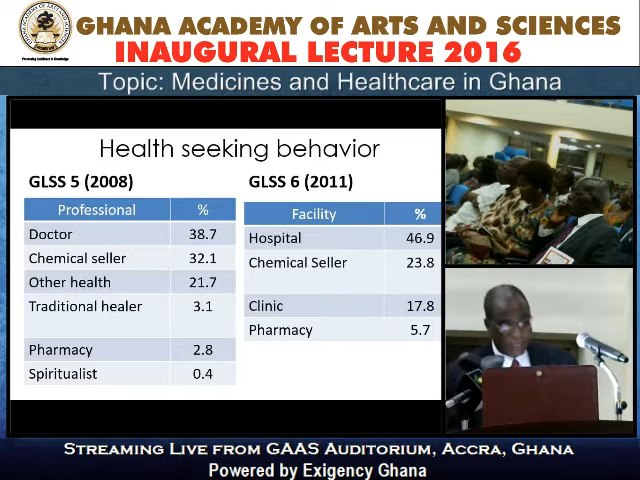 GHANA ACADEMY OF ARTS AND SCIENCES
INAUGURAL LECTURE 2016
Topic: Medicines and Healthcare in Ghana
Health seeking behavior
GLSS 5 (2008)
Professional %
Doctor 38.7
Chemical seller 32.1
Other health 21.7
Traditional healer 3.1
Pharmacy 2.8
Spiritualist 0.4
GLSS 6 (2011)
Facility %
Hospital 46.9
Chemical Seller 23.8
Clinic 17.8
Pharmacy 5.7
STREAMING LIVE FROM GAAS AUDITORIUM, ACCRA, GHANA
Powered by Exigency Ghana